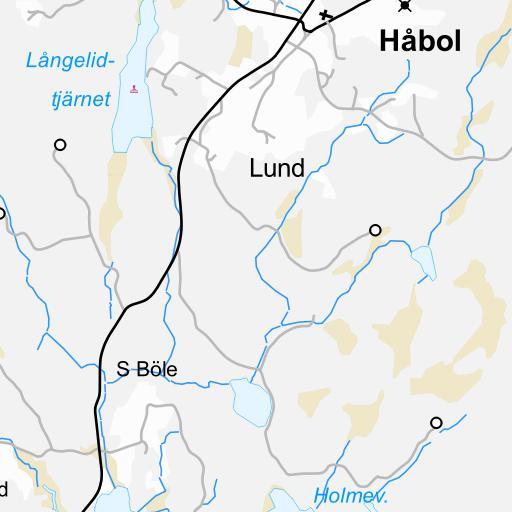 Håbol
Långelid-
tjärnet
Lund
S Böle
d
Holmev.